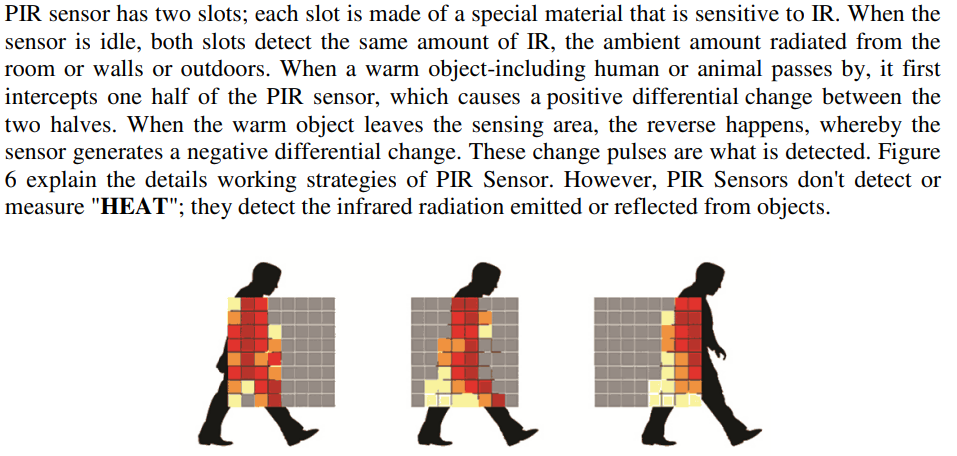 PIR sensor has two slots; each slot is made of a special material that is sensitive to IR. When the
sensor is idle, both slots detect the same amount of IR, the ambient amount radiated from the
room or walls or outdoors. When a warm object-including human or animal passes by, it first
intercepts one half of the PIR sensor, which causes a positive differential change between the
two halves. When the warm object leaves the sensing area, the reverse happens, whereby the
sensor generates a negative differential change. These change pulses are what is detected. Figure
6 explain the details working strategies of PIR Sensor. However, PIR Sensors don't detect or
measure "HEAT"; they detect the infrared radiation emitted or reflected from objects.